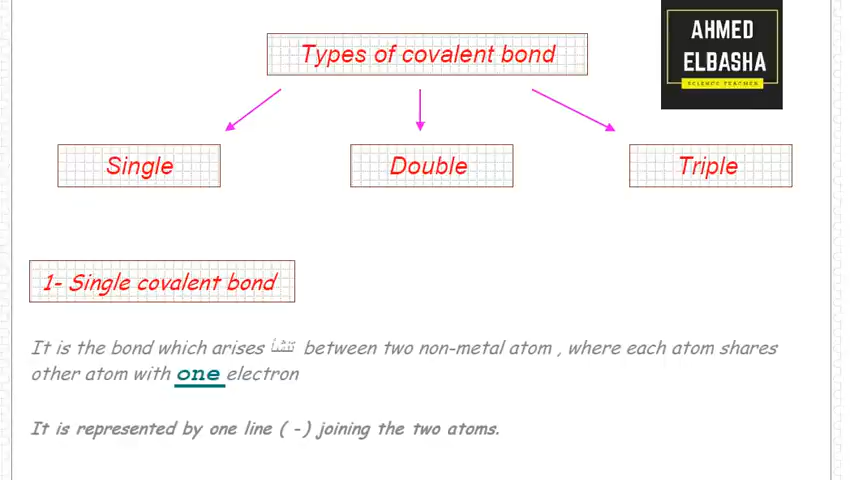 Types of covalent bond
AHMED
ELBASHA
SCIENCE TEACHER
Single
Double
Triple
1- Single covalent bond
It is the bond which arises تنشأ between two non-metal atom , where each atom shares
other atom with one electron
It is represented by one line ( - ) joining the two atoms.